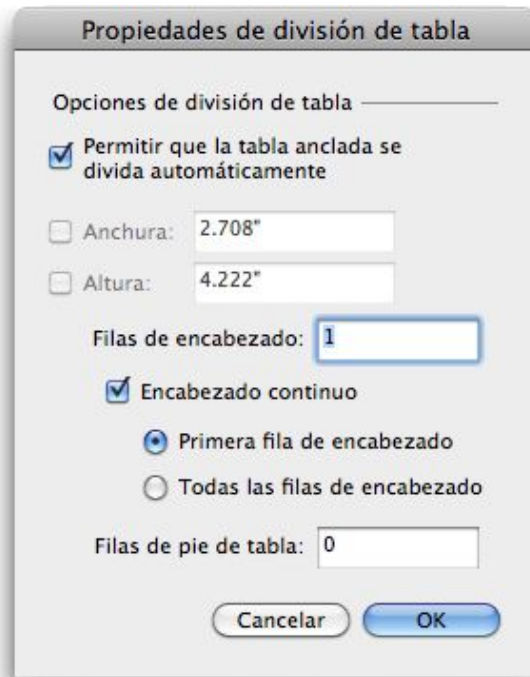 Propiedades de división de tabla
Opciones de división de tabla
Permitir que la tabla anclada se
divida automáticamente
Anchura: 2.708"
Altura: 4.222"
Filas de encabezado: 1
Encabezado continuo
Primera fila de encabezado
Todas las filas de encabezado
Filas de pie de tabla: 0
Cancelar OK